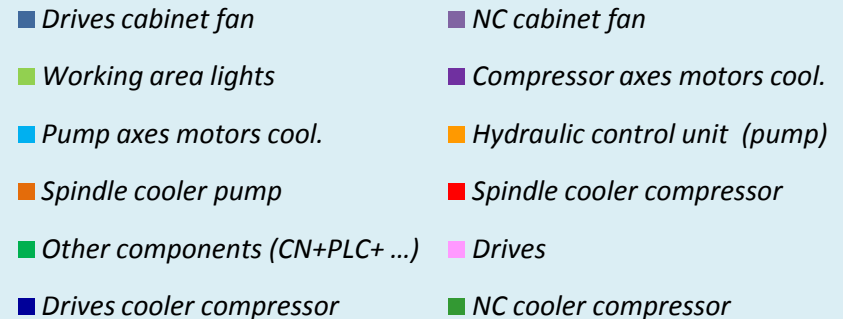 Drives cabinet fan NC cabinet fan
Working area lights Compressor axes motors cool.
Pump axes motors cool. Hydraulic control unit (pump)
Spindle cooler pump Spindle cooler compressor
Other components (CN+PLC+ ...) Drives
Drives cooler compressor NC cooler compressor